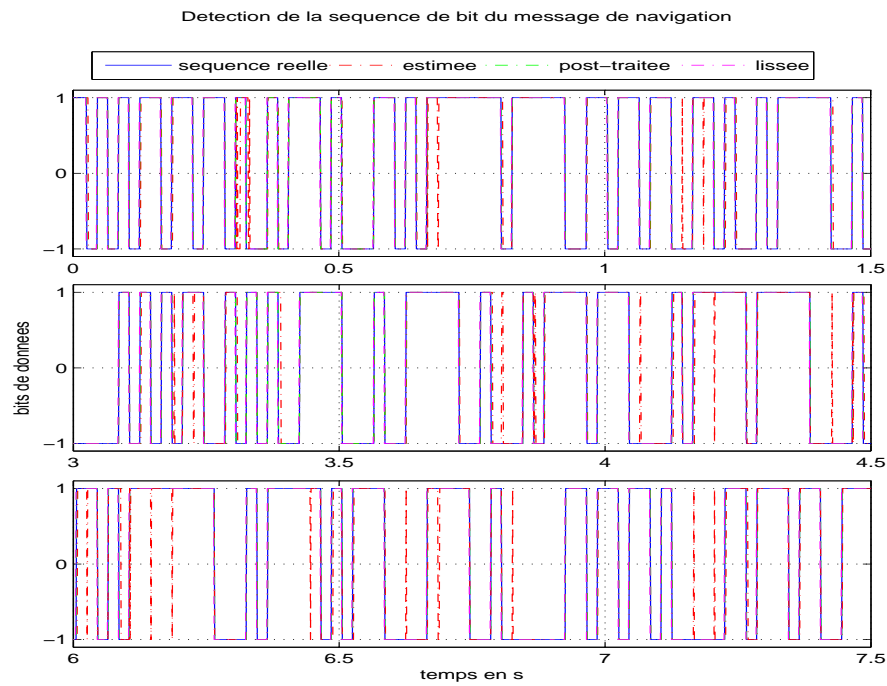 Detection de la sequence de bit du message de navigation
sequence reelle estimee post-traitee lissee
1
0
-1
0 0.5 1 1.5
1
0
-1
3 3.5 4 4.5
bits de donnees
1
0
-1
6 6.5 7 7.5
temps en s